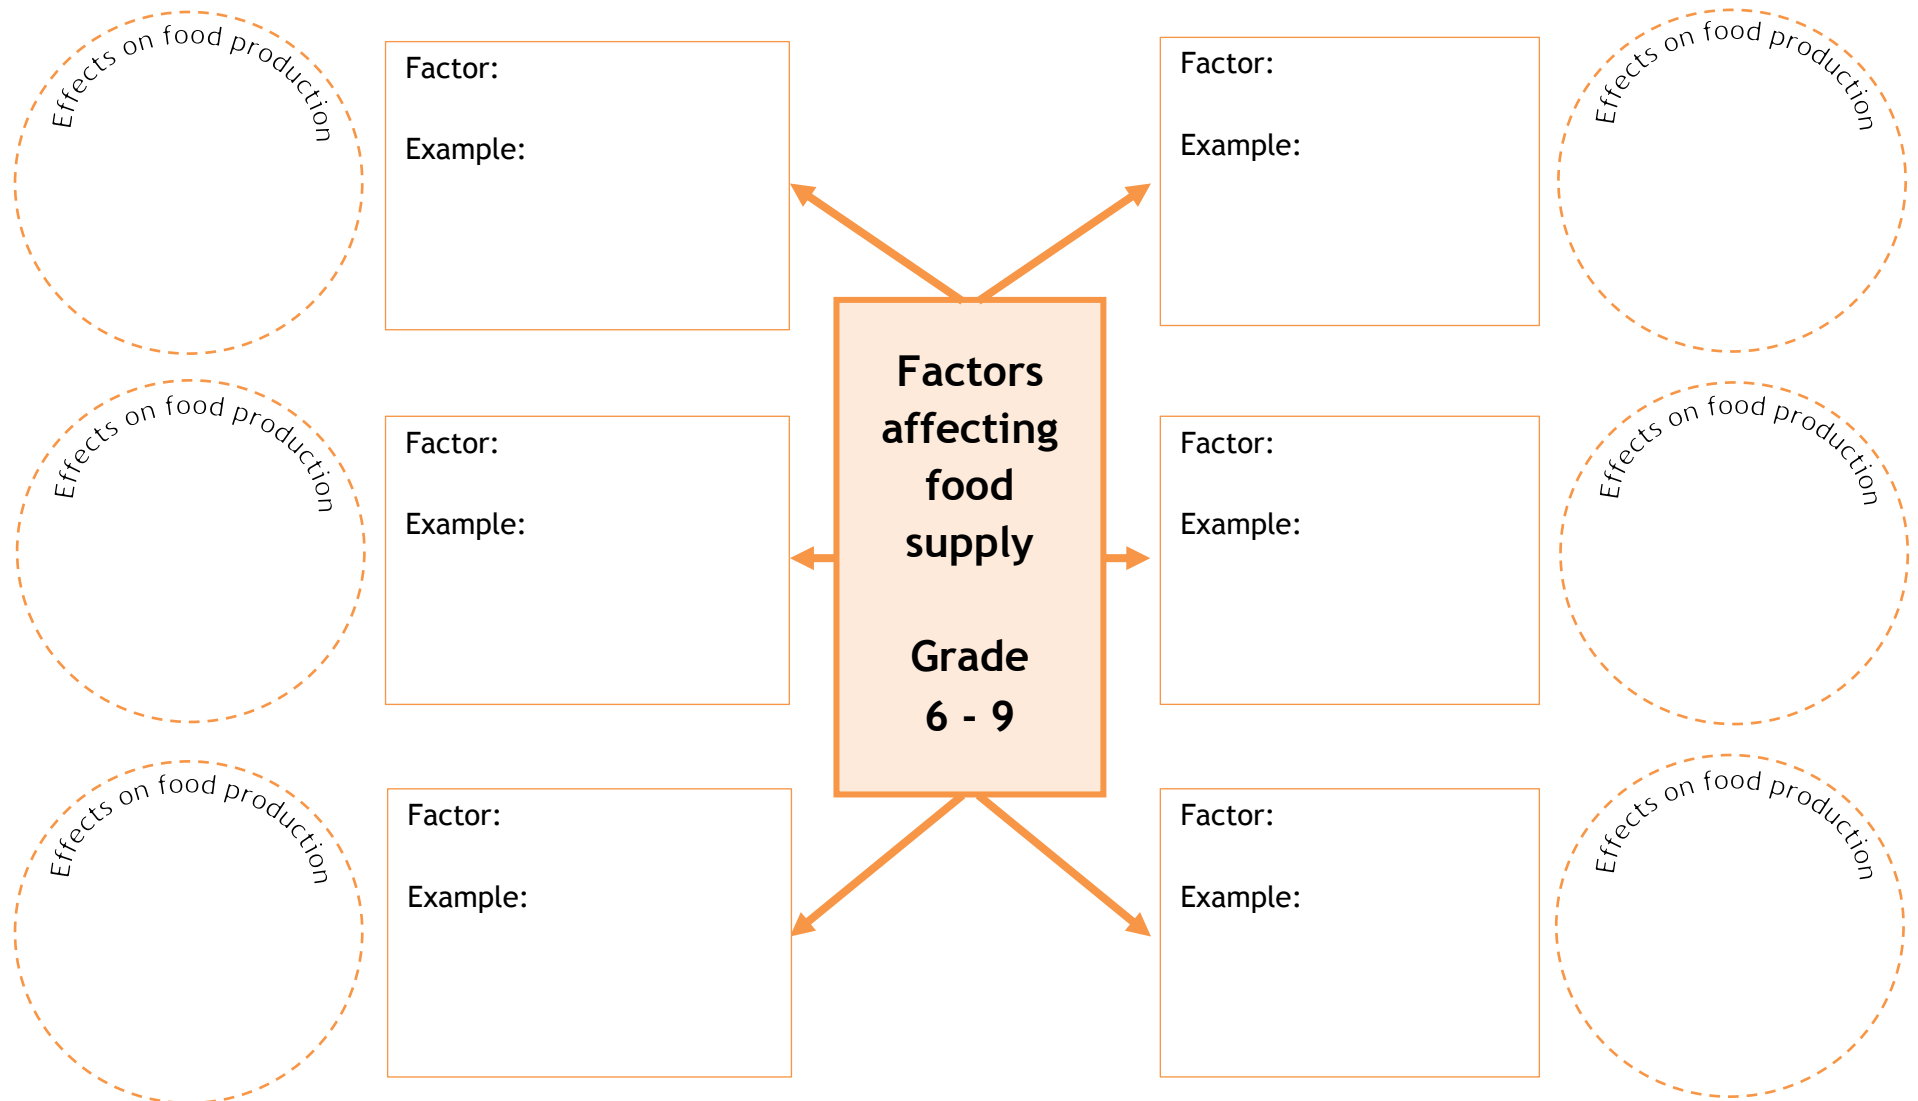 Effects on food production
Factor:
Example:
Factor:
Example:
Effects on food production
Effects on food production
Factor:
Example:
Factors
affecting
food
supply
Grade
6 - 9
Factor:
Example:
Effects on food production
Effects on food production
Factor:
Example:
Factor:
Example:
Effects on food production